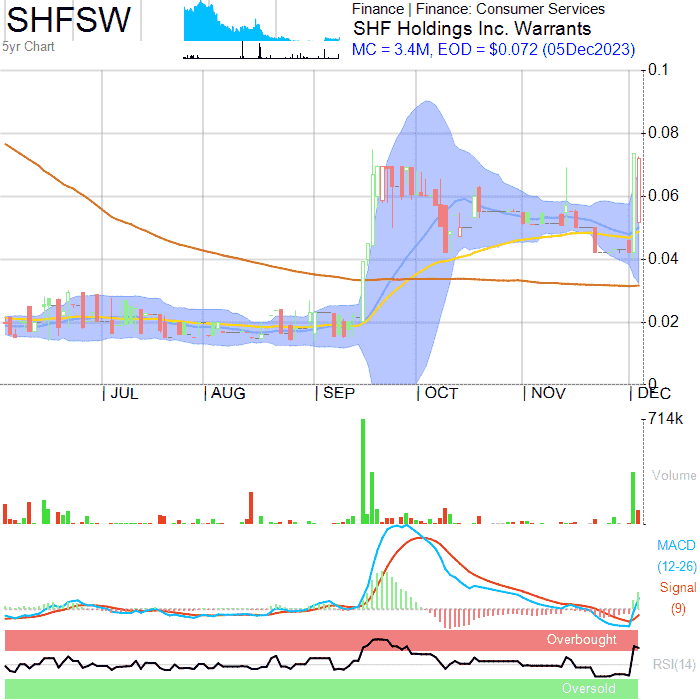 SHFSW
5yr Chart
Finance | Finance: Consumer Services
SHF Holdings Inc. Warrants
MC = 3.4M, EOD = $0.072 (05Dec2023)
0.1
0.08
0.06
0.04
0.02
0
| JUL | AUG | SEP | OCT | NOV | DEC
714k
Volume
MACD
(12-26)
Signal
(9)
Overbought
RSI(14)
Oversold